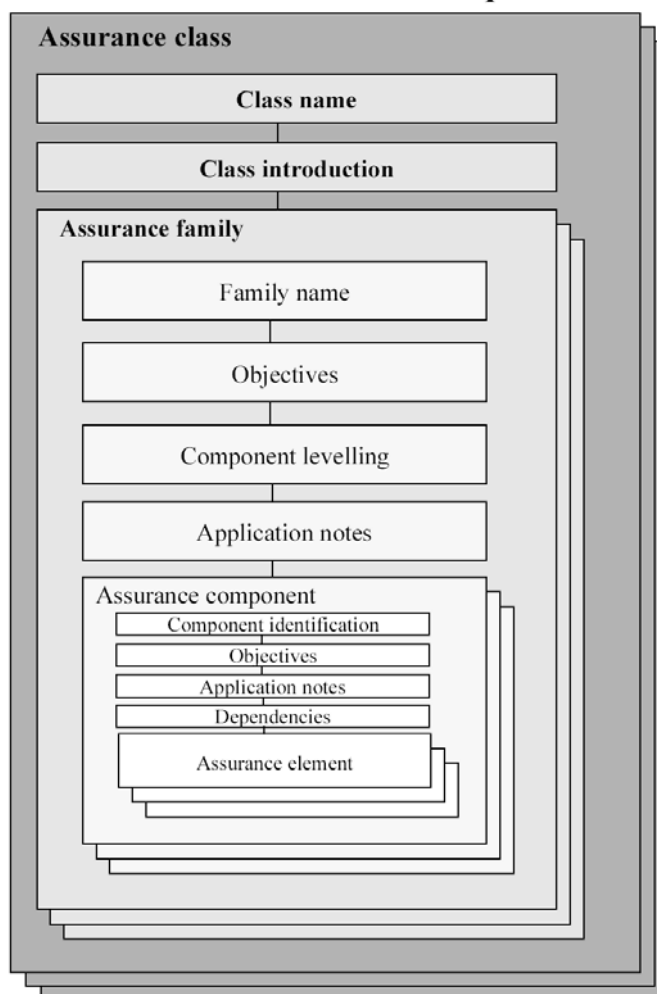 Assurance class
Class name
Class introduction
Assurance family
Family name
Objectives
Component levelling
Application notes
Assurance component
Component identification
Objectives
Application notes
Dependencies
Assurance element